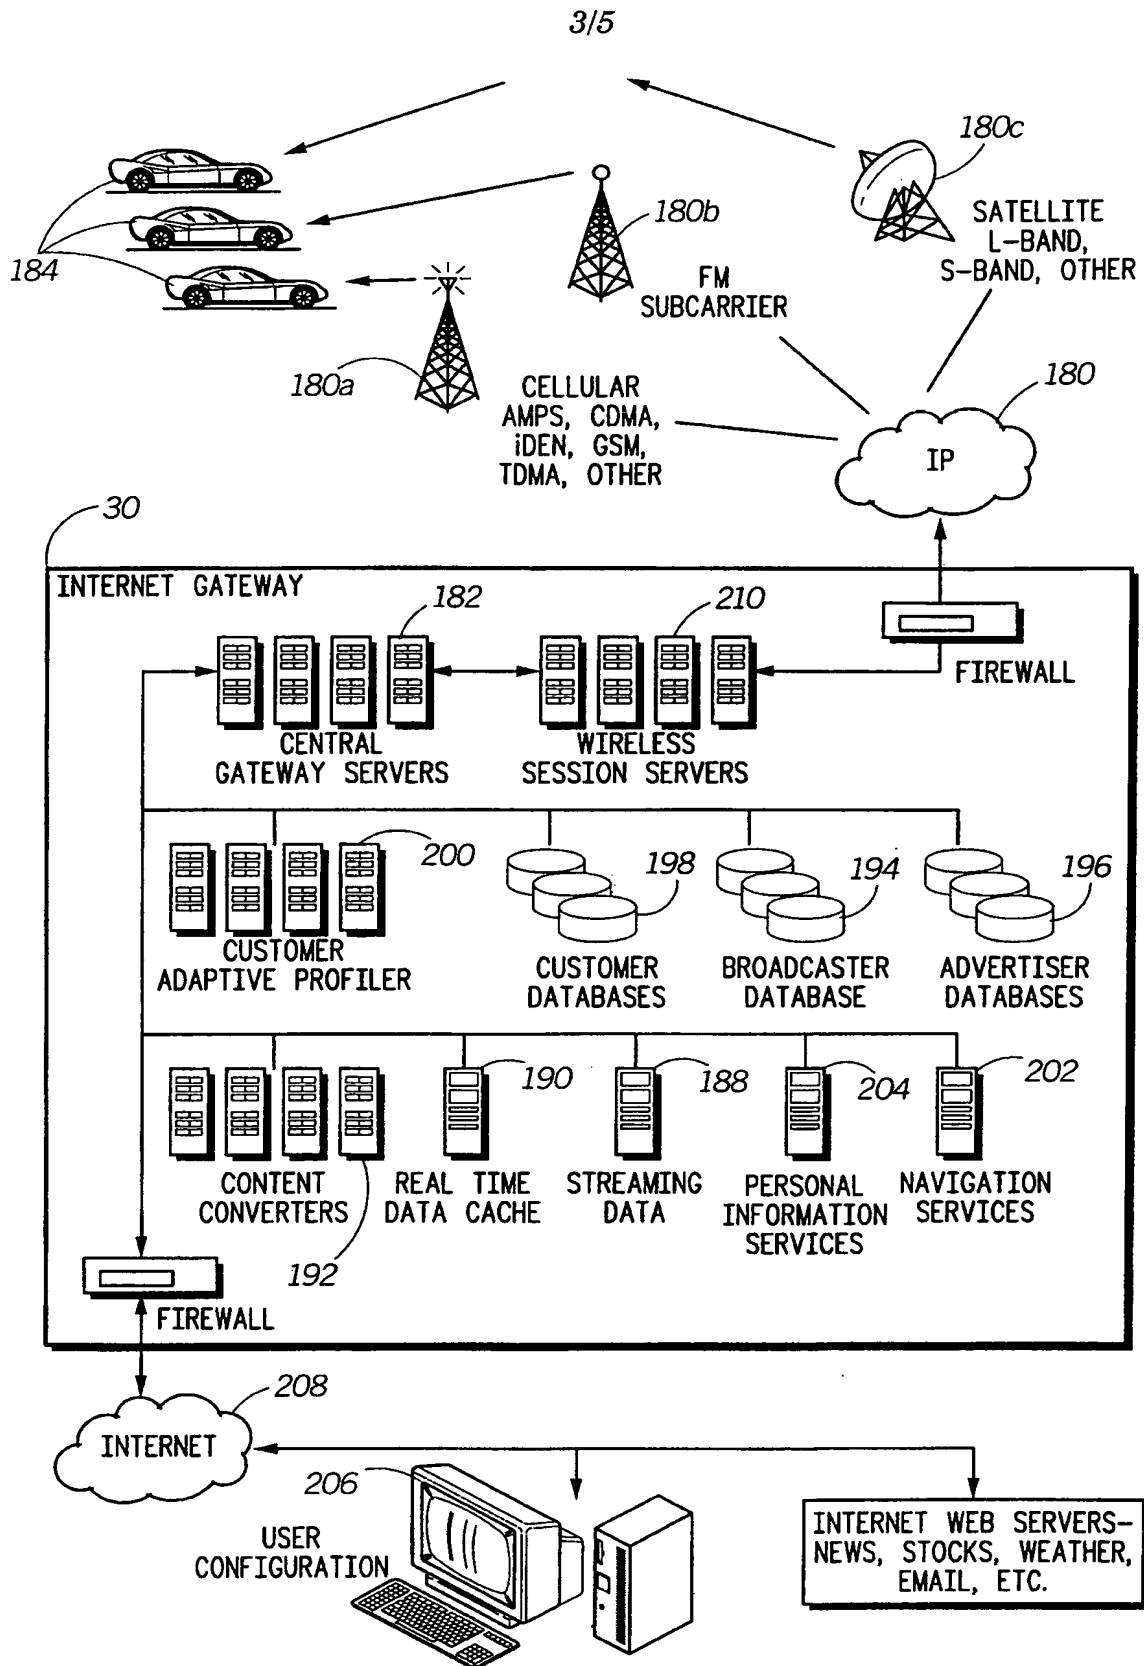 3/5
180c
SATELLITE
L-BAND,
S-BAND, OTHER
180b
FM
SUBCARRIER
184
180a
CELLULAR
AMPS, CDMA,
iDEN, GSM,
TDMA, OTHER
180
IP
30
INTERNET GATEWAY
182
210
FIREWALL
CENTRAL
GATEWAY SERVERS
WIRELESS
SESSION SERVERS
200
198
194
196
CUSTOMER
ADAPTIVE PROFILER
CUSTOMER
DATABASES
BROADCASTER
DATABASE
ADVERTISER
DATABASES
190
188
204
202
CONTENT
CONVERTERS
REAL TIME
DATA CACHE
STREAMING
DATA
PERSONAL
INFORMATION
SERVICES
NAVIGATION
SERVICES
192
FIREWALL
208
INTERNET
206
USER
CONFIGURATION
INTERNET WEB SERVERS-
NEWS, STOCKS, WEATHER,
EMAIL, ETC.